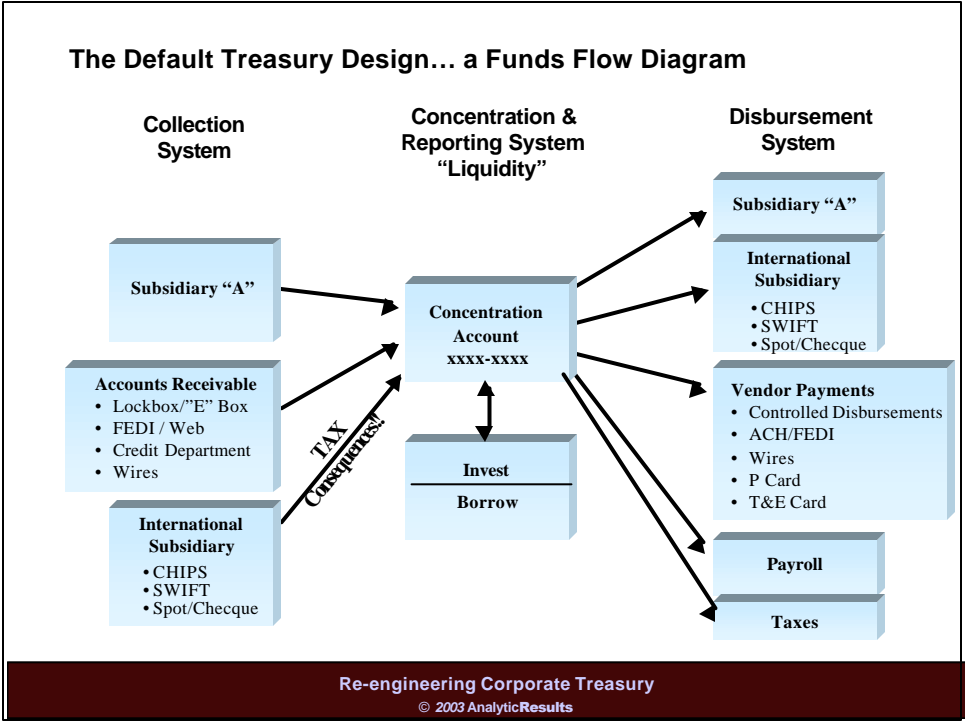 The Default Treasury Design… a Funds Flow Diagram
Collection
System
Concentration &
Reporting System
“Liquidity”
Disbursement
System
Subsidiary “A”
Accounts Receivable
• Lockbox/”E” Box
• FEDI / Web
• Credit Department
• Wires
International
Subsidiary
• CHIPS
• SWIFT
• Spot/Checque
TAX
Consequences!!
Concentration
Account
xxxx-xxxx
Invest
Borrow
Subsidiary “A”
International
Subsidiary
• CHIPS
• SWIFT
• Spot/Checque
Vendor Payments
• Controlled Disbursements
• ACH/FEDI
• Wires
• P Card
• T&E Card
Payroll
Taxes
Re-engineering Corporate Treasury
© 2003 AnalyticResults